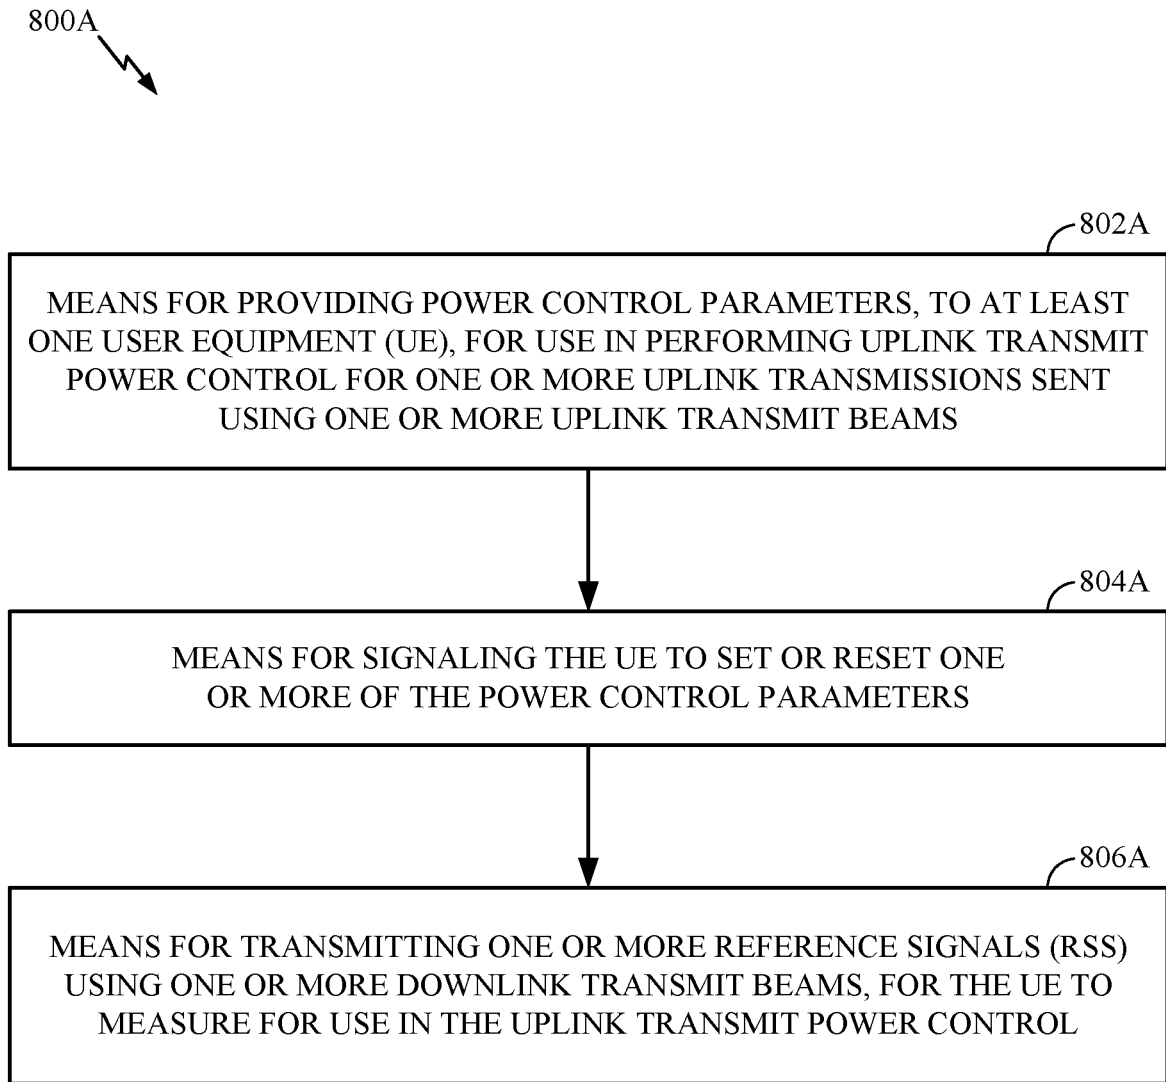 800A
802A
MEANS FOR PROVIDING POWER CONTROL PARAMETERS, TO AT LEAST
ONE USER EQUIPMENT (UE), FOR USE IN PERFORMING UPLINK TRANSMIT
POWER CONTROL FOR ONE OR MORE UPLINK TRANSMISSIONS SENT
USING ONE OR MORE UPLINK TRANSMIT BEAMS
804A
MEANS FOR SIGNALING THE UE TO SET OR RESET ONE
OR MORE OF THE POWER CONTROL PARAMETERS
806A
MEANS FOR TRANSMITTING ONE OR MORE REFERENCE SIGNALS (RSS)
USING ONE OR MORE DOWNLINK TRANSMIT BEAMS, FOR THE UE TO
MEASURE FOR USE IN THE UPLINK TRANSMIT POWER CONTROL